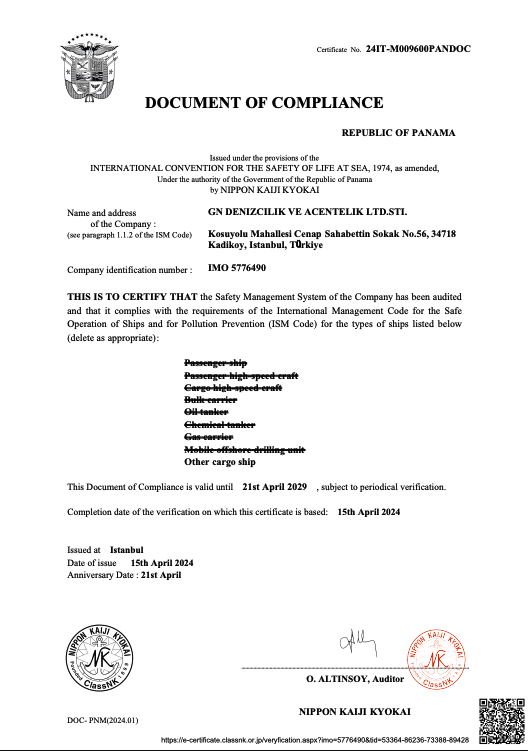 Certificate No. 24IT-M009600PANDOC
DOCUMENT OF COMPLIANCE
REPUBLIC OF PANAMA
Issued under the provisions of the
INTERNATIONAL CONVENTION FOR THE SAFETY OF LIFE AT SEA, 1974, as amended,
Under the authority of the Government of the Republic of Panama
by NIPPON KAIJI KYOKAI
Name and address
of the Company :
(see paragraph 1.1.2 of the ISM Code)
GN DENIZCILIK VE ACENTELIK LTD.STI.
Kosuyolu Mahallesi Cenap Sahabettin Sokak No.56, 34718
Kadikoy, Istanbul, Türkiye
Company identification number : IMO 5776490
THIS IS TO CERTIFY THAT the Safety Management System of the Company has been audited
and that it complies with the requirements of the International Management Code for the Safe
Operation of Ships and for Pollution Prevention (ISM Code) for the types of ships listed below
(delete as appropriate):
Passenger ship
Passenger high speed craft
Cargo high speed craft
Bulk carrier
Oil tanker
Chemical tanker
Gas carrier
Mobile offshore drilling unit
Other cargo ship
This Document of Compliance is valid until 21st April 2029 , subject to periodical verification.
Completion date of the verification on which this certificate is based: 15th April 2024
Issued at Istanbul
Date of issue 15th April 2024
Anniversary Date : 21st April
NIPPON KAIJI KYOKAI
NK
Founded 1899
ClassNK
NIPPON KAIJI KYOKAI
NK
ClassNK
O. ALTINSOY, Auditor
NIPPON KAIJI KYOKAI
DOC- PNM(2024.01)
https://e-certificate.classnk.or.jp/veryfication.aspx?imo=5776490&tid=53364-86236-73388-89428